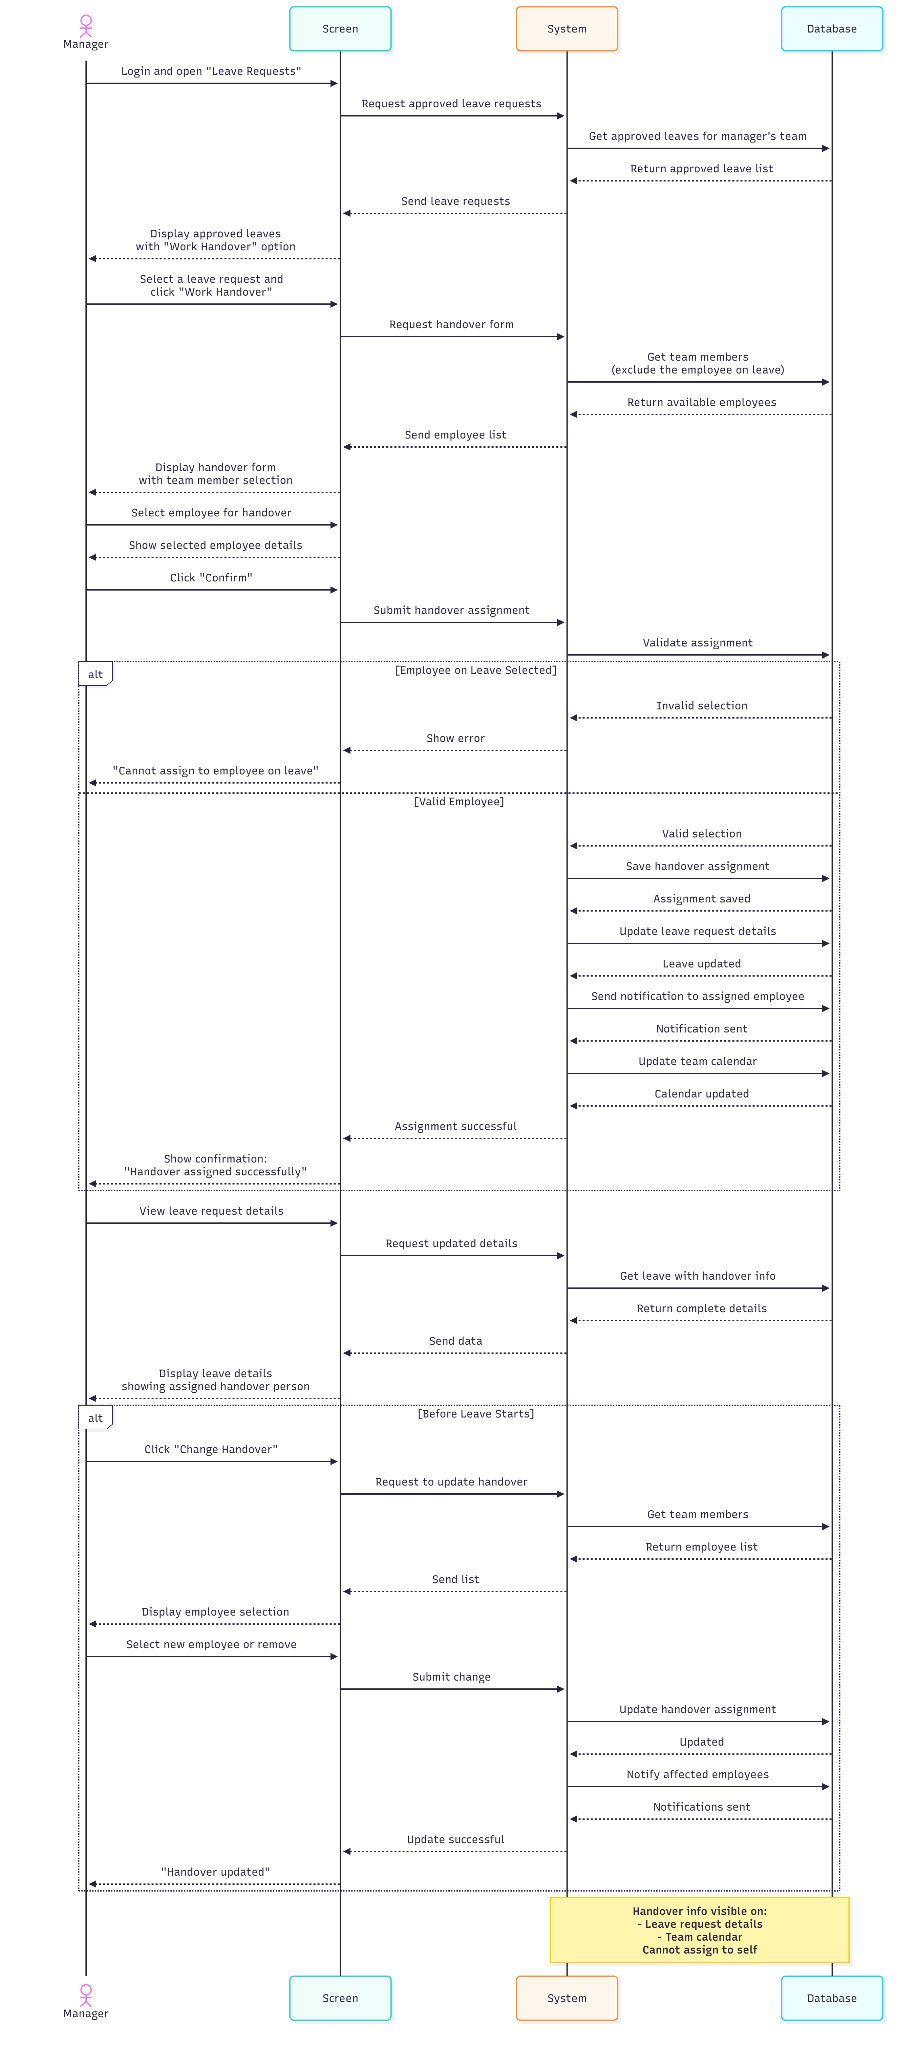 Manager
Screen
System
Database
Login and open "Leave Requests"
Request approved leave requests
Get approved leaves for manager's team
Return approved leave list
Send leave requests
Display approved leaves
with "Work Handover" option
Select a leave request and
click "Work Handover"
Request handover form
Get team members
(exclude the employee on leave)
Return available employees
Send employee list
Display handover form
with team member selection
Select employee for handover
Show selected employee details
Click "Confirm"
Submit handover assignment
Validate assignment
alt
[Employee on Leave Selected]
Invalid selection
Show error
"Cannot assign to employee on leave"
[Valid Employee]
Valid selection
Save handover assignment
Assignment saved
Update leave request details
Leave updated
Send notification to assigned employee
Notification sent
Update team calendar
Calendar updated
Assignment successful
Show confirmation:
"Handover assigned successfully"
View leave request details
Request updated details
Get leave with handover info
Return complete details
Send data
Display leave details
showing assigned handover person
alt
[Before Leave Starts]
Click "Change Handover"
Request to update handover
Get team members
Return employee list
Send list
Display employee selection
Select new employee or remove
Submit change
Update handover assignment
Updated
Notify affected employees
Notifications sent
Update successful
"Handover updated"
Handover info visible on:
- Leave request details
- Team calendar
Cannot assign to self
Manager
Screen
System
Database